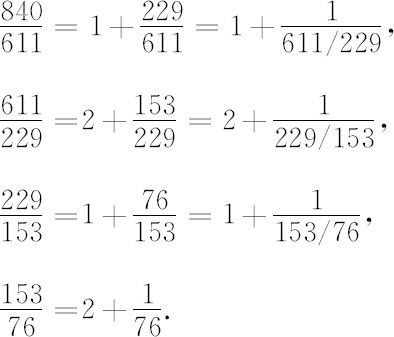 840/611 = 1 + 229/611 = 1 + 1/(611/229),
611/229 = 2 + 153/229 = 2 + 1/(229/153),
229/153 = 1 + 76/153 = 1 + 1/(153/76),
153/76 = 2 + 1/76.